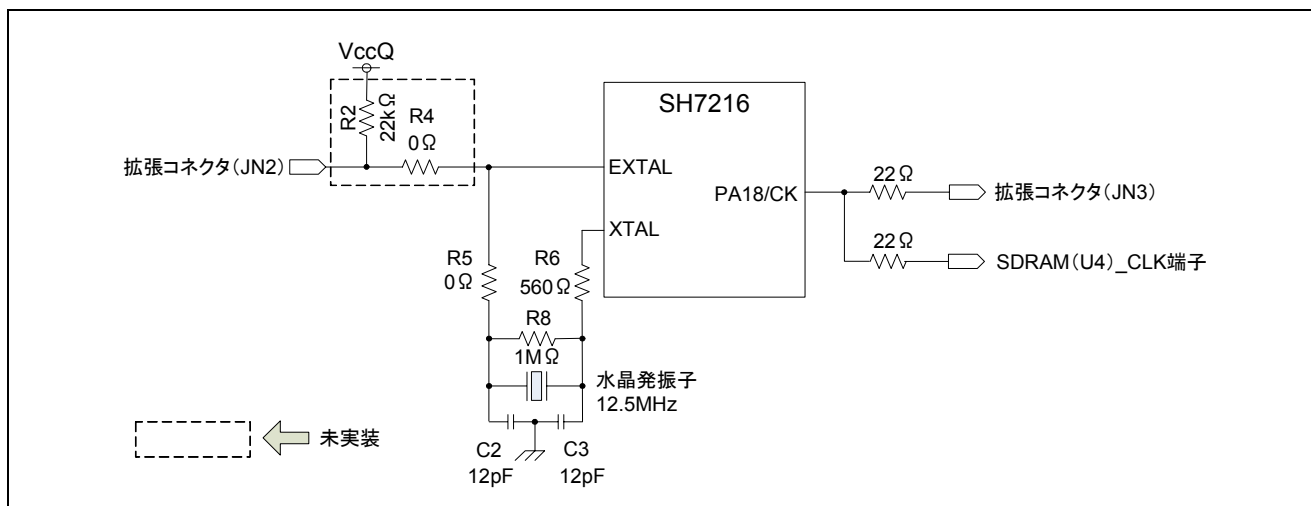 VccQ
R2
22kΩ
R4
0Ω
拡張コネクタ(JN2)
SH7216
EXTAL
XTAL
PA18/CK
22Ω
拡張コネクタ(JN3)
22Ω
SDRAM(U4)_CLK端子
R5
0Ω
R6
560Ω
R8
1MΩ
水晶発振子
12.5MHz
C2
12pF
C3
12pF
未実装